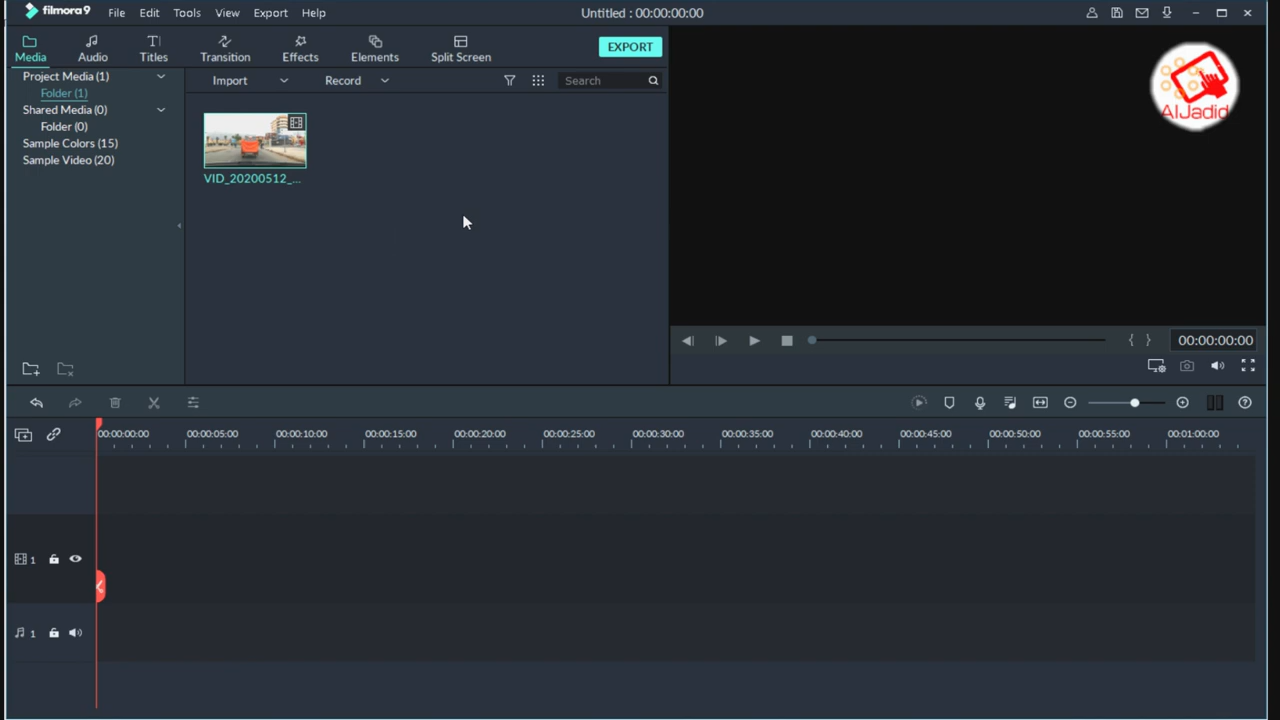 filmora9 File Edit Tools View Export Help Untitled : 00:00:00:00
Media Audio Titles Transition Effects Elements Split Screen EXPORT
Project Media (1)
Folder (1)
Shared Media (0)
Folder (0)
Sample Colors (15)
Sample Video (20)
Import Record Search
VID_20200512_...
AlJadid
00:00:00:00
00:00:00:00 00:00:05:00 00:00:10:00 00:00:15:00 00:00:20:00 00:00:25:00 00:00:30:00 00:00:35:00 00:00:40:00 00:00:45:00 00:00:50:00 00:00:55:00 00:01:00:00
1
1